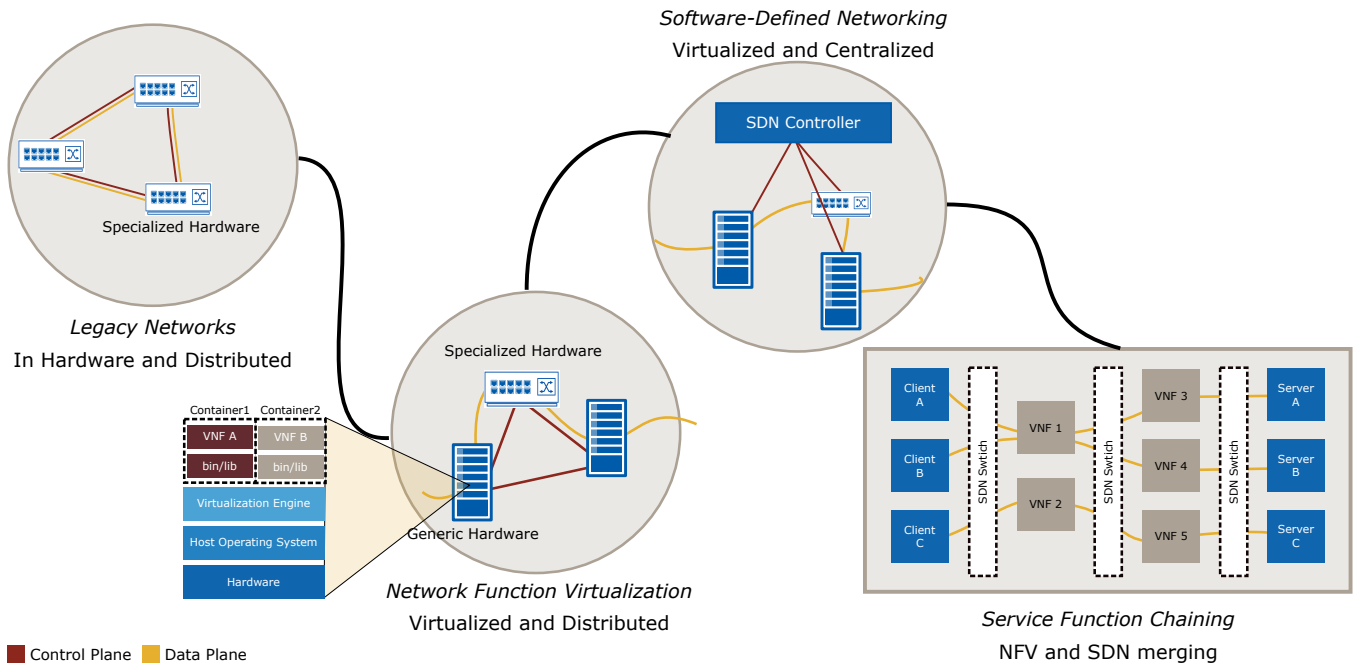 Software-Defined Networking
Virtualized and Centralized
SDN Controller
Specialized Hardware
Legacy Networks
In Hardware and Distributed
Specialized Hardware
Generic Hardware
Network Function Virtualization
Virtualized and Distributed
Container1 Container2
VNF A VNF B
bin/lib bin/lib
Virtualization Engine
Host Operating System
Hardware
Client
A
Client
B
Client
C
SDN Swtich
VNF 1
VNF 2
SDN Swtich
VNF 3
VNF 4
VNF 5
SDN Swtich
Server
A
Server
B
Server
C
Service Function Chaining
NFV and SDN merging
Control Plane Data Plane